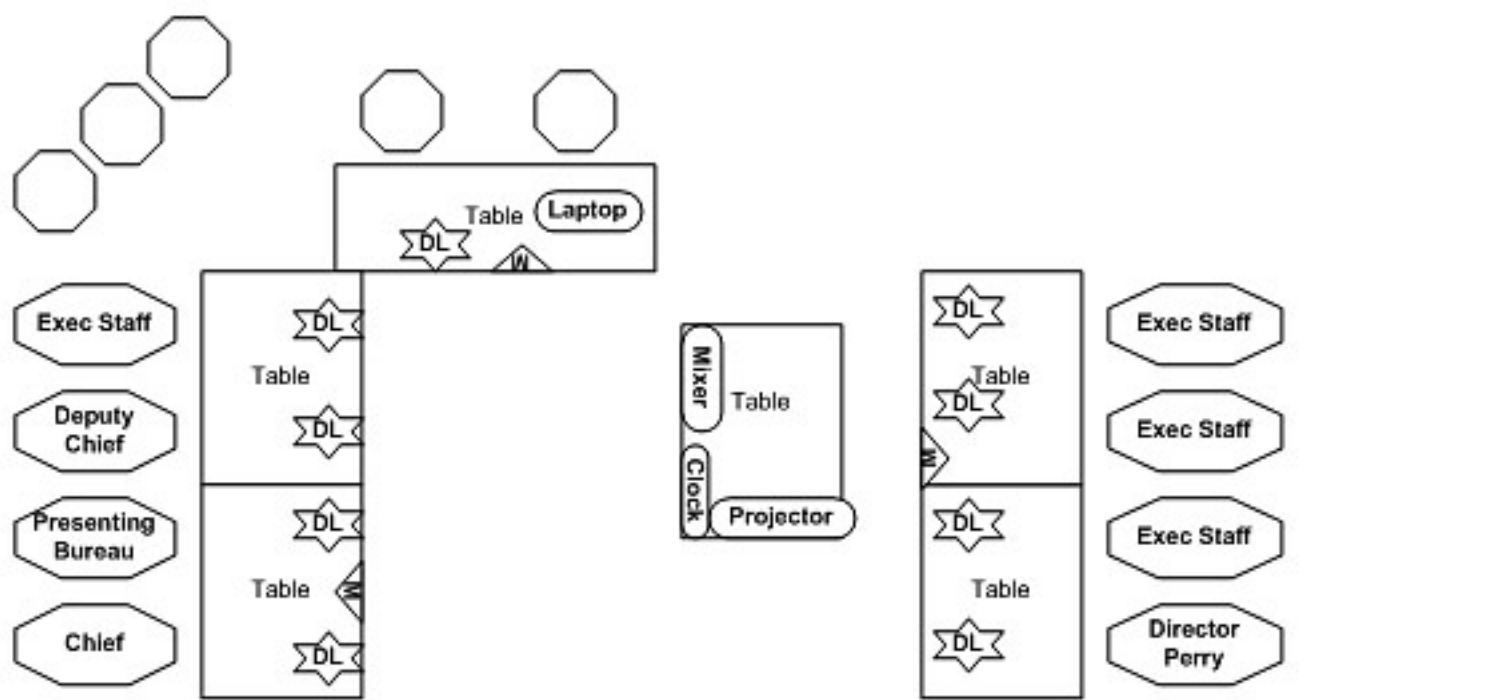 Table
Laptop
DL
M
Exec Staff
DL
Table
Deputy
Chief
DL
Presenting
Bureau
DL
Table
M
Chief
DL
Mixer
Table
Clock
Projector
DL
Table
DL
M
DL
Table
DL
Exec Staff
Exec Staff
Exec Staff
Director
Perry